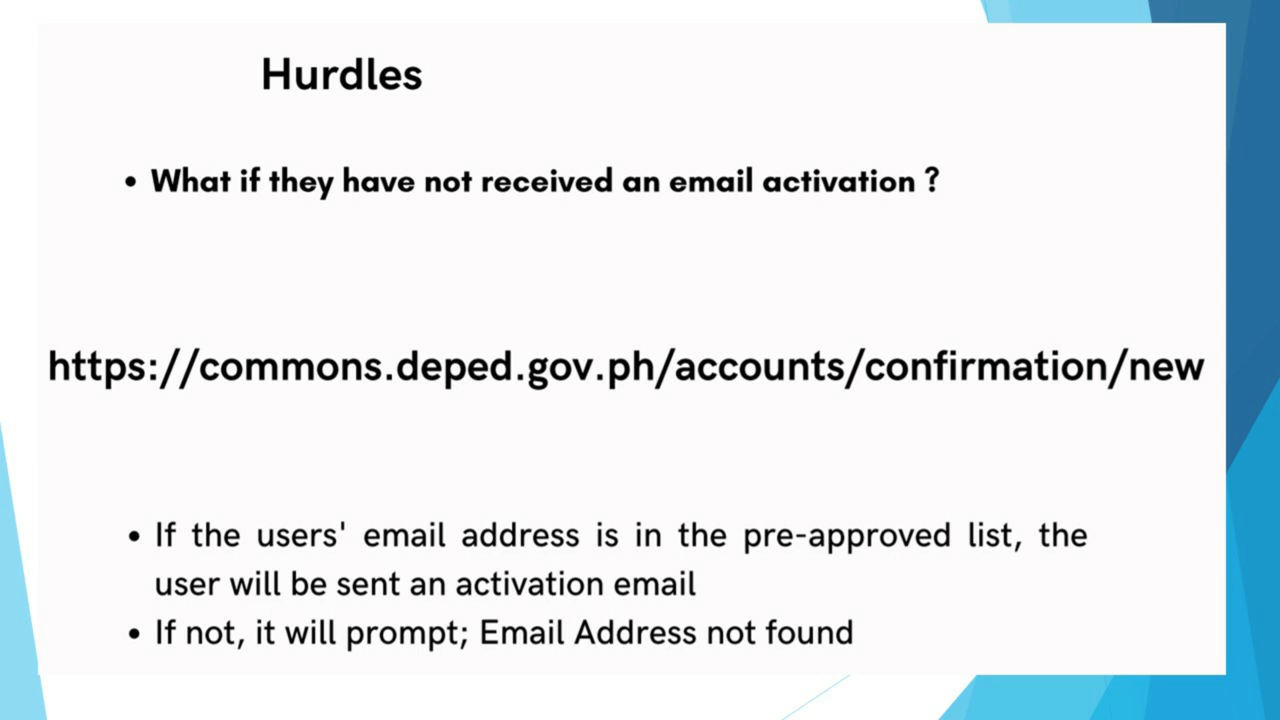 Hurdles
• What if they have not received an email activation ?
https://commons.deped.gov.ph/accounts/confirmation/new
• If the users' email address is in the pre-approved list, the
user will be sent an activation email
• If not, it will prompt; Email Address not found